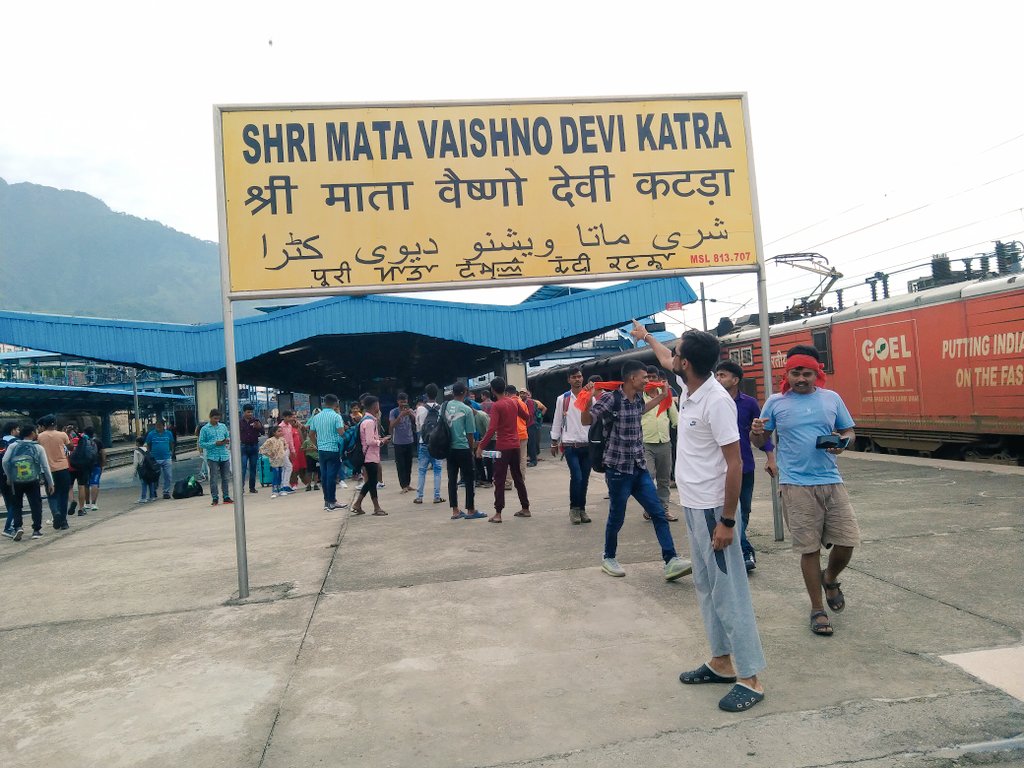 SHRI MATA VAISHNO DEVI KATRA
श्री माता वैष्णो देवी कटड़ा
شری ماتا ویشنو دیوی کٹرا
MSL 813.707
GOEL
TMT
PUTTING INDIA
ON THE FAS